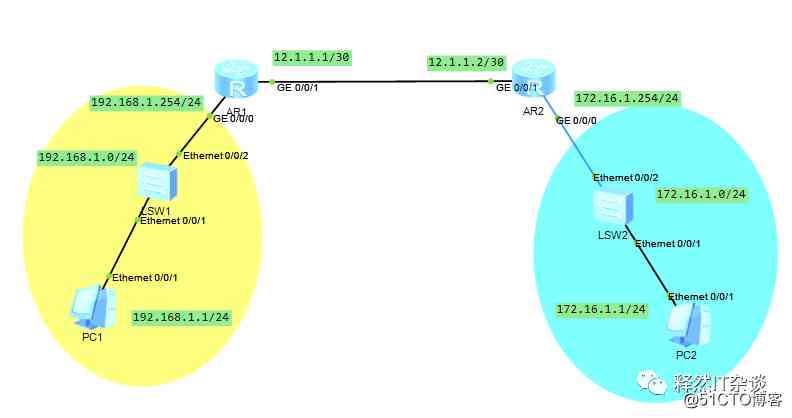 12.1.1.1/30
12.1.1.2/30
R
R
GE 0/0/1
GE 0/0/1
192.168.1.254/24
AR1
AR2
172.16.1.254/24
GE 0/0/0
GE 0/0/0
192.168.1.0/24
Ethernet 0/0/2
Ethernet 0/0/2
172.16.1.0/24
LSW1
Ethernet 0/0/1
LSW2
Ethernet 0/0/1
Ethernet 0/0/1
Ethernet 0/0/1
192.168.1.1/24
172.16.1.1/24
PC1
PC2
释然IT杂谈
@51CTO博客